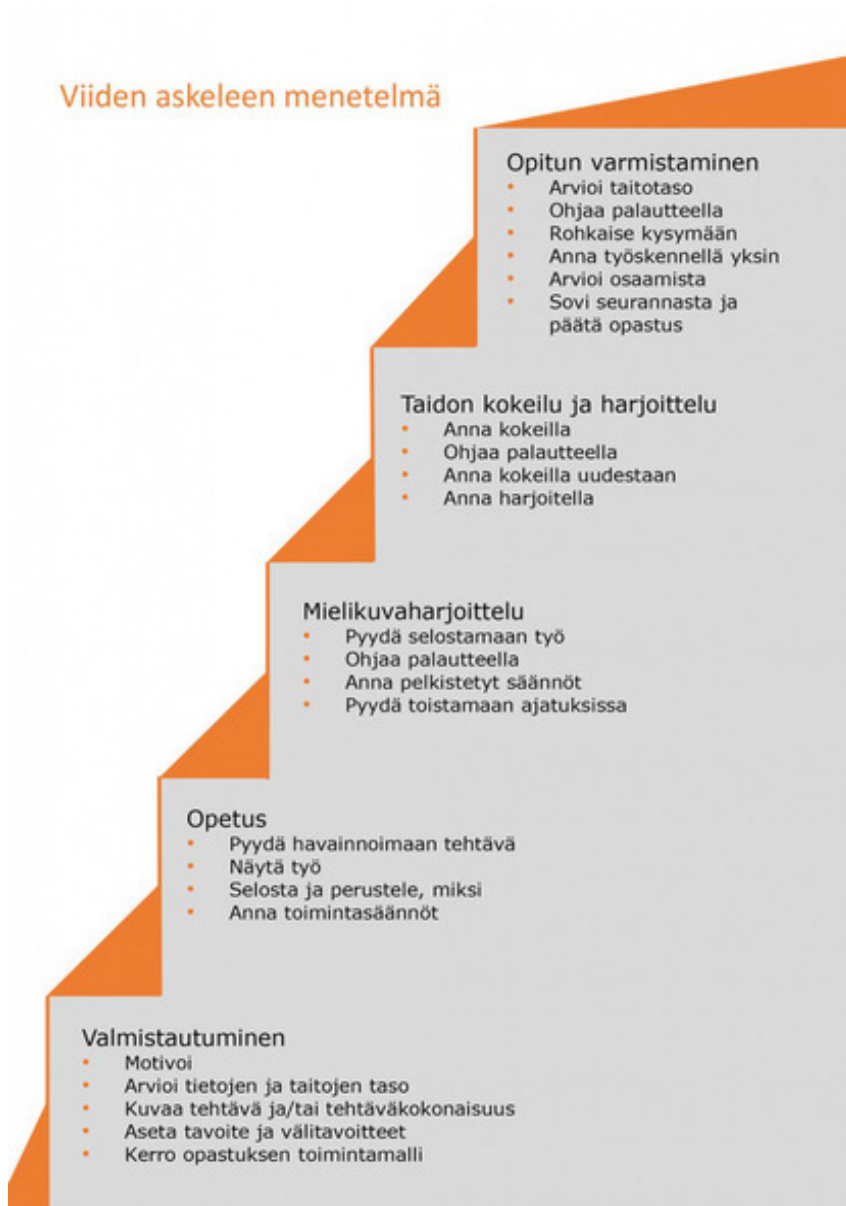 Viiden askeleen menetelmä
Opitun varmistaminen
• Arvioi taitotaso
• Ohjaa palautteella
• Rohkaise kysymään
• Anna työskennellä yksin
• Arvioi osaamista
• Sovi seurannasta ja
päätä opastus
Taidon kokeilu ja harjoittelu
• Anna kokeilla
• Ohjaa palautteella
• Anna kokeilla uudestaan
• Anna harjoitella
Mielikuvaharjoittelu
• Pyydä selostamaan työ
• Ohjaa palautteella
• Anna pelkistetyt säännöt
• Pyydä toistamaan ajatuksissa
Opetus
• Pyydä havainnoimaan tehtävä
• Näytä työ
• Selosta ja perustele, miksi
• Anna toimintasäännöt
Valmistautuminen
• Motivoi
• Arvioi tietojen ja taitojen taso
• Kuvaa tehtävä ja/tai tehtäväkokonaisuus
• Aseta tavoite ja välitavoitteet
• Kerro opastuksen toimintamalli